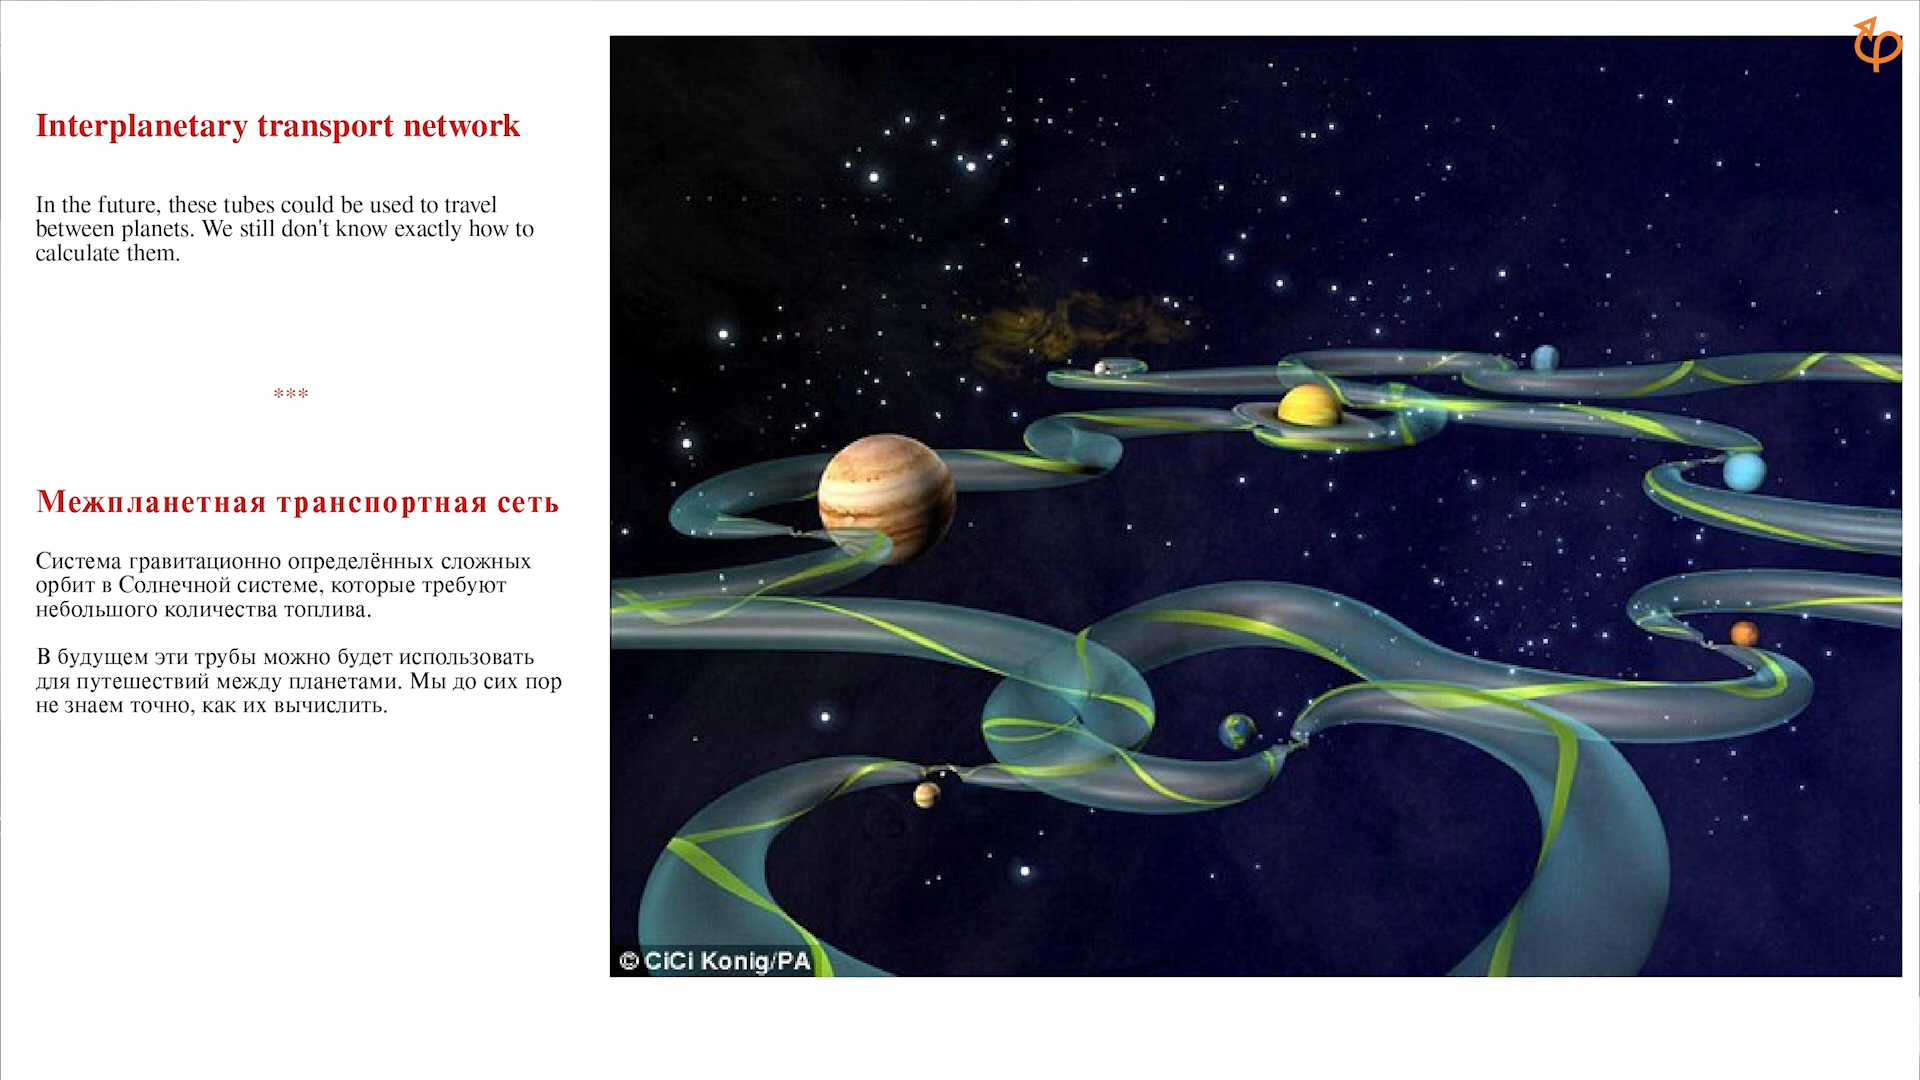 Interplanetary transport network
In the future, these tubes could be used to travel
between planets. We still don't know exactly how to
calculate them.
***
Межпланетная транспортная сеть
Система гравитационно определённых сложных
орбит в Солнечной системе, которые требуют
небольшого количества топлива.
В будущем эти трубы можно будет использовать
для путешествий между планетами. Мы до сих пор
не знаем точно, как их вычислить.
© CiCi Konig/PA